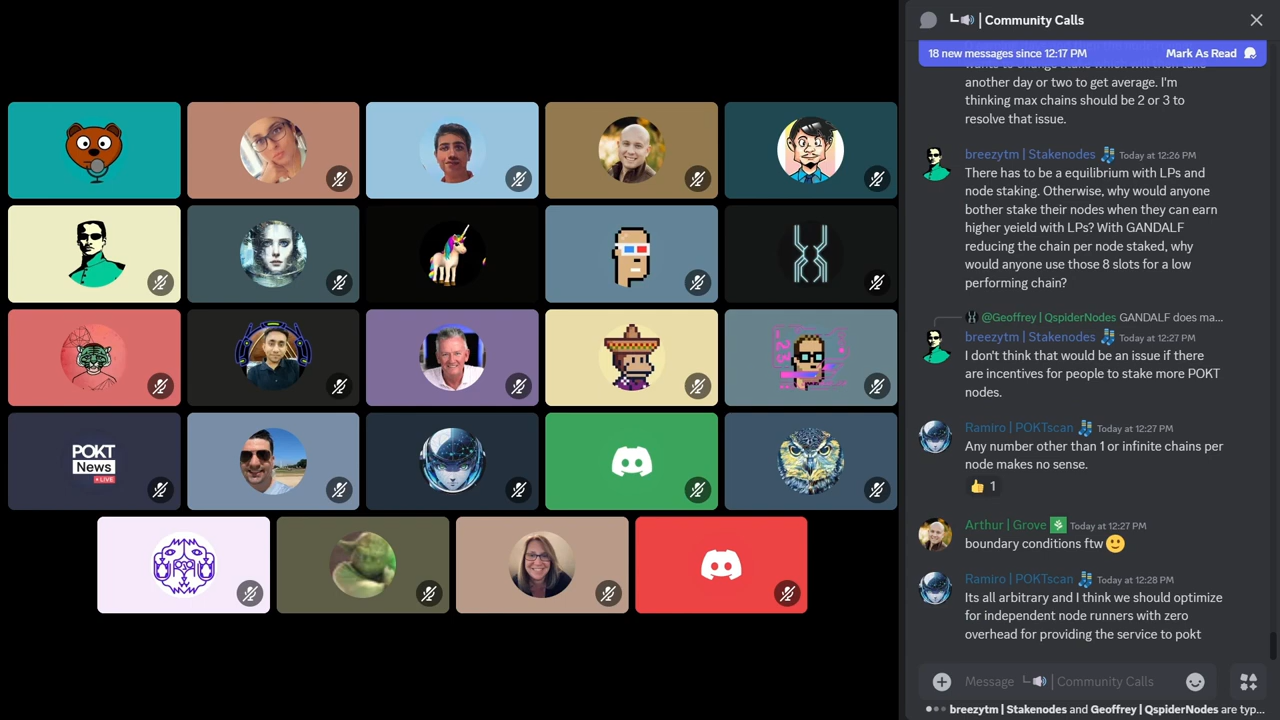 POKT
News
LIVE
| Community Calls
18 new messages since 12:17 PM Mark As Read
another day or two to get average. I'm
thinking max chains should be 2 or 3 to
resolve that issue.
breezytm | Stakenodes Today at 12:26 PM
There has to be a equilibrium with LPs and
node staking. Otherwise, why would anyone
bother stake their nodes when they can earn
higher yeield with LPs? With GANDALF
reducing the chain per node staked, why
would anyone use those 8 slots for a low
performing chain?
@Geoffrey | QspiderNodes GANDALF does ma...
breezytm | Stakenodes Today at 12:27 PM
I don't think that would be an issue if there
are incentives for people to stake more POKT
nodes.
Ramiro | POKTscan Today at 12:27 PM
Any number other than 1 or infinite chains per
node makes no sense.
1
Arthur | Grove Today at 12:27 PM
boundary conditions ftw
Ramiro | POKTscan Today at 12:28 PM
Its all arbitrary and I think we should optimize
for independent node runners with zero
overhead for providing the service to pokt
Message | Community Calls
breezytm | Stakenodes and Geoffrey | QspiderNodes are typ...